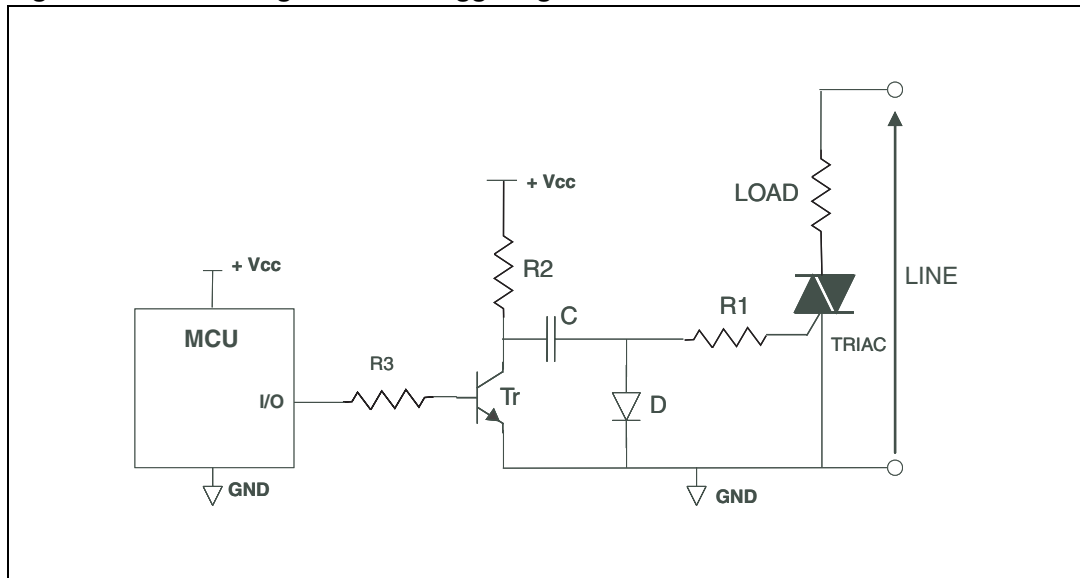 + Vcc
LOAD
+ Vcc
R2
LINE
MCU
C
R1
TRIAC
R3
I/O
Tr
D
GND
GND